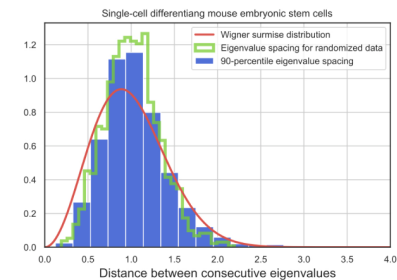 Single-cell differentiang mouse embryonic stem cells
Wigner surmise distribution
Eigenvalue spacing for randomized data
90-percentile eigenvalue spacing
1.2
1.0
0.8
0.6
0.4
0.2
0.0
0.0 0.5 1.0 1.5 2.0 2.5 3.0 3.5 4.0
Distance between consecutive eigenvalues